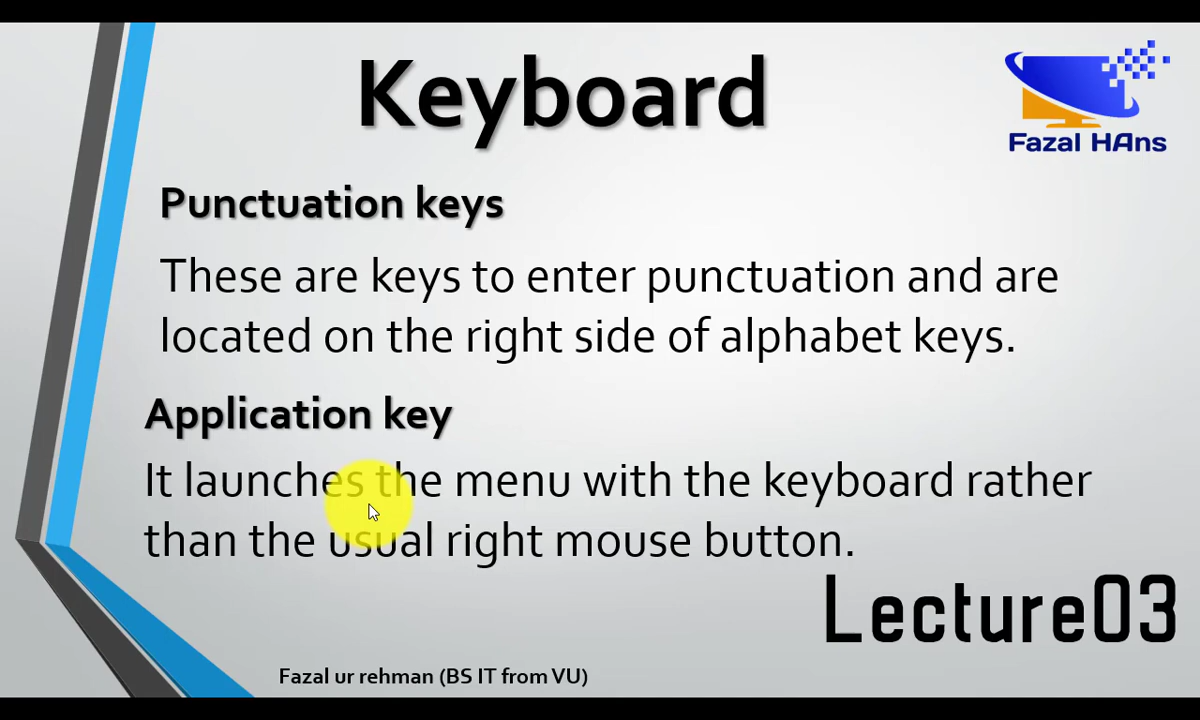 Keyboard
Fazal HAns
Punctuation keys
These are keys to enter punctuation and are
located on the right side of alphabet keys.
Application key
It launches the menu with the keyboard rather
than the usual right mouse button.
Lecture03
Fazal ur rehman (BS IT from VU)